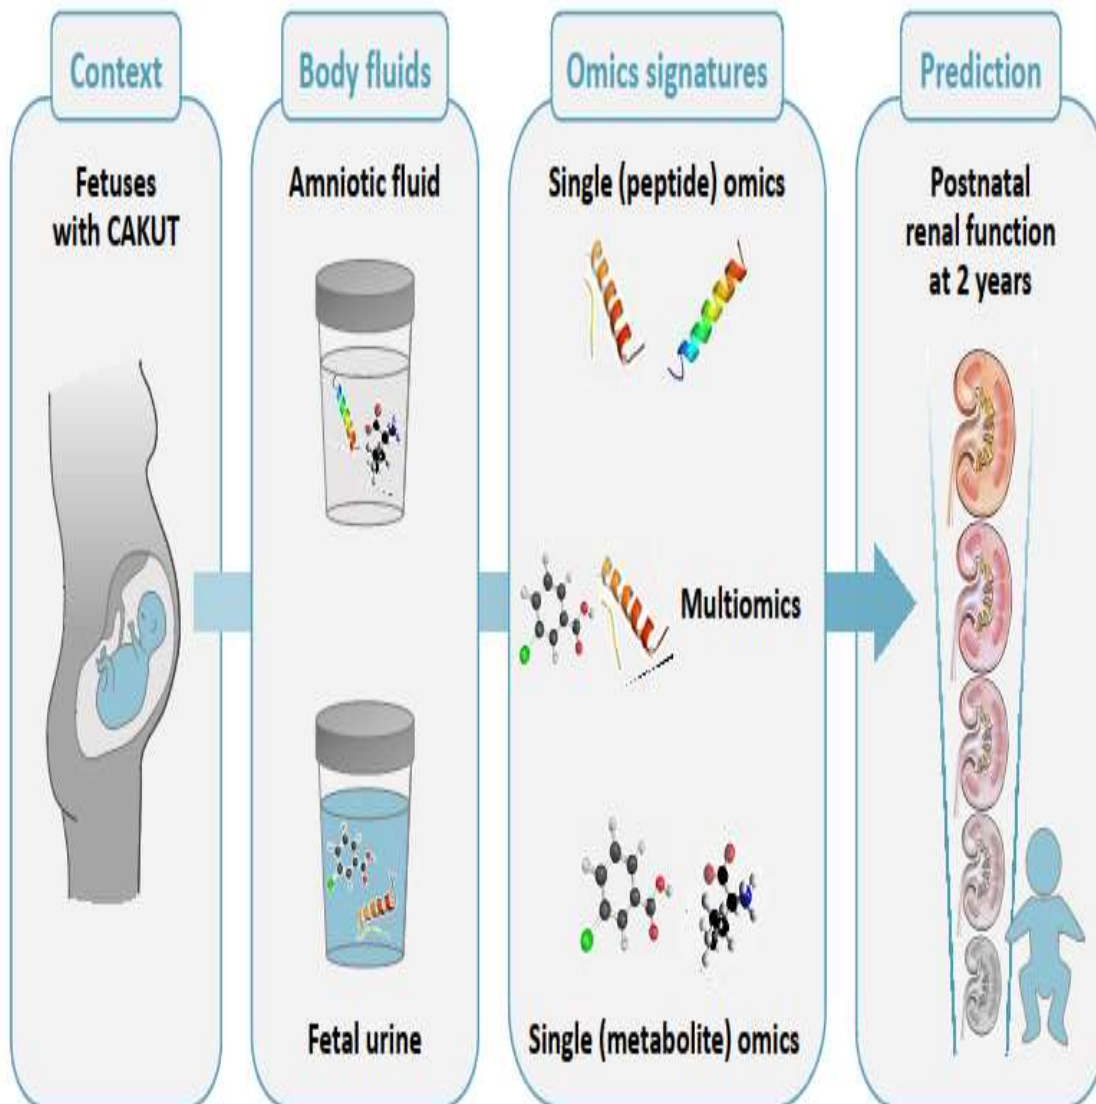 Context
Fetuses
with CAKUT
Body fluids
Amniotic fluid
Fetal urine
Omics signatures
Single (peptide) omics
Multiomics
Single (metabolite) omics
Prediction
Postnatal
renal function
at 2 years